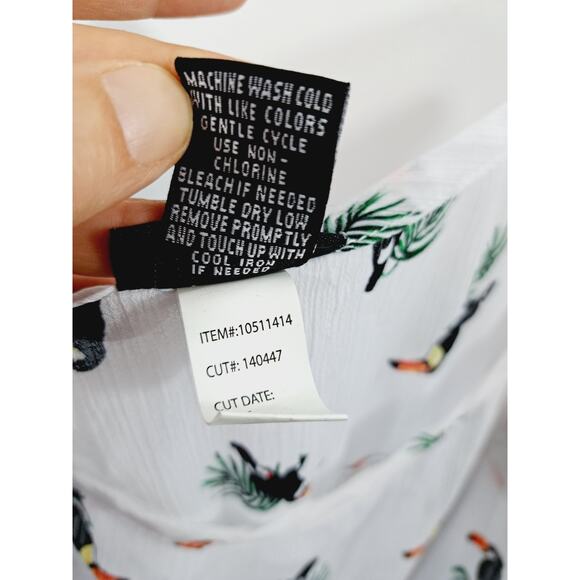 MACHINE WASH COLD
WITH LIKE COLORS
GENTLE CYCLE
USE NON-
CHLORINE
BLEACH IF NEEDED
TUMBLE DRY LOW
REMOVE PROMPTLY
AND TOUCH UP WITH
COOL IRON
IF NEEDED
ITEM#:10511414
CUT#: 140447
CUT DATE: